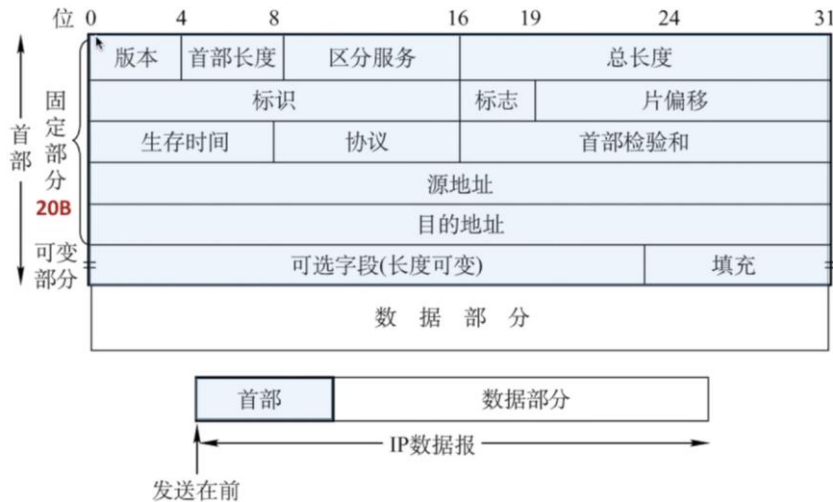 位 0 4 8 16 19 24 31
版本 首部长度 区分服务 总长度
标识 标志 片偏移
生存时间 协议 首部检验和
源地址
目的地址
可选字段(长度可变) 填充
首部
固定部分
20B
可变
部分
数 据 部 分
首部 数据部分
IP数据报
发送在前